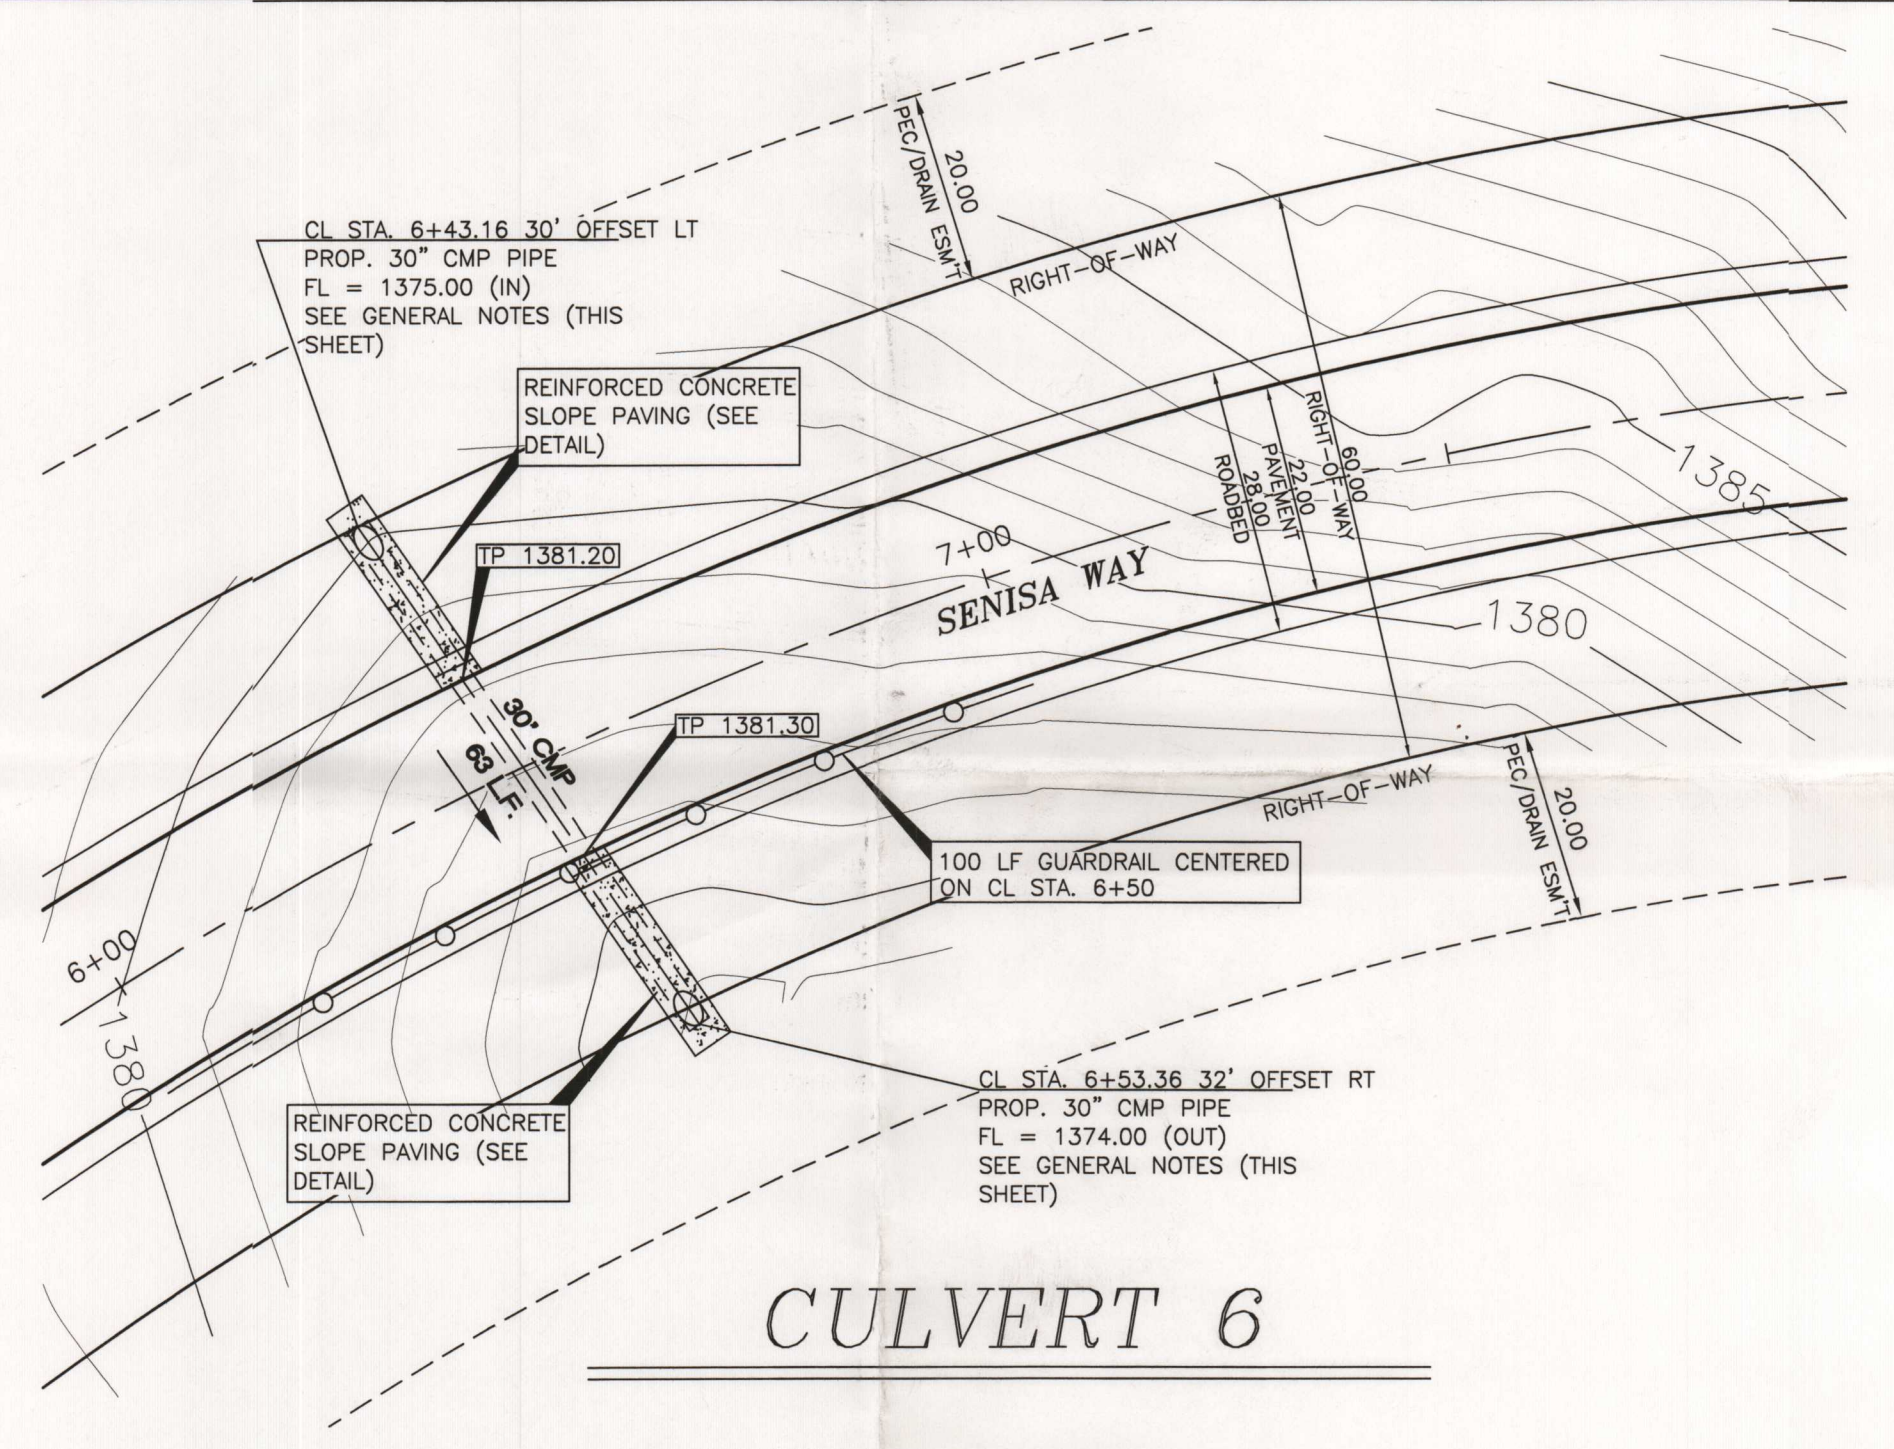 PEC/DRAIN ESM'T
20.00
RIGHT-OF-WAY
CL STA. 6+43.16 30' OFFSET LT
PROP. 30" CMP PIPE
FL = 1375.00 (IN)
SEE GENERAL NOTES (THIS
SHEET)
REINFORCED CONCRETE
SLOPE PAVING (SEE
DETAIL)
TP 1381.20
7+00
SENISA WAY
ROADBED
28.00
PAVEMENT
22.00
RIGHT-OF-WAY
60.00
1385
1380
30" CMP
63 LF.
TP 1381.30
RIGHT-OF-WAY
PEC/DRAIN ESM'T
20.00
100 LF GUARDRAIL CENTERED
ON CL STA. 6+50
6+00
1380
REINFORCED CONCRETE
SLOPE PAVING (SEE
DETAIL)
CL STA. 6+53.36 32' OFFSET RT
PROP. 30" CMP PIPE
FL = 1374.00 (OUT)
SEE GENERAL NOTES (THIS
SHEET)
CULVERT 6